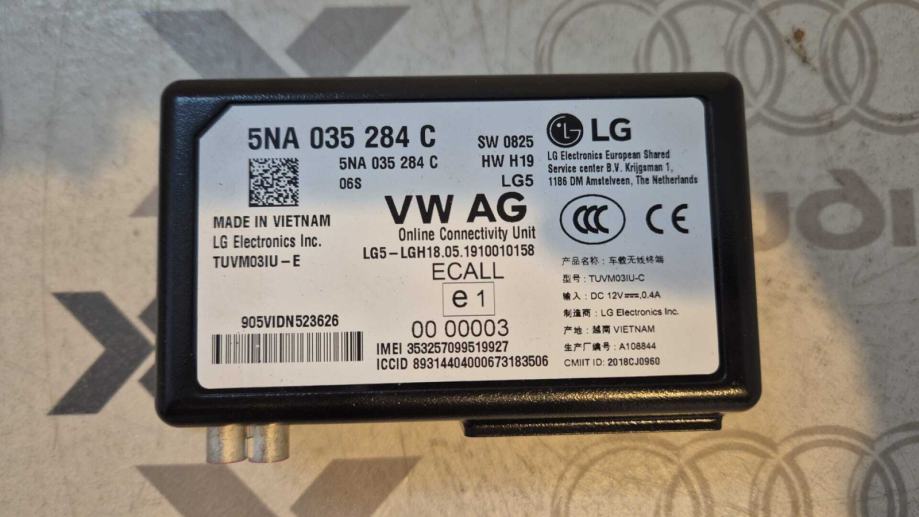 5NA 035 284 C
5NA 035 284 C
06S
SW 0825
HW H19
LG5
LG
LG Electronics European Shared
Service center B.V. Krijgsman 1,
1186 DM Amstelveen, The Netherlands
MADE IN VIETNAM
LG Electronics Inc.
TUVM03IU-E
VW AG
Online Connectivity Unit
LG5-LGH18.05.1910010158
ECALL
e1
00 00003
IMEI 353257099519927
ICCID 89314404000673183506
905VIDN523626
CCC
CE
产品名称: 车载无线终端
型号: TUVM03IU-C
输入: DC 12V⎓,0.4A
制造商: LG Electronics Inc.
产地: 越南 VIETNAM
生产厂编号: A108844
CMIIT ID: 2018CJ0960